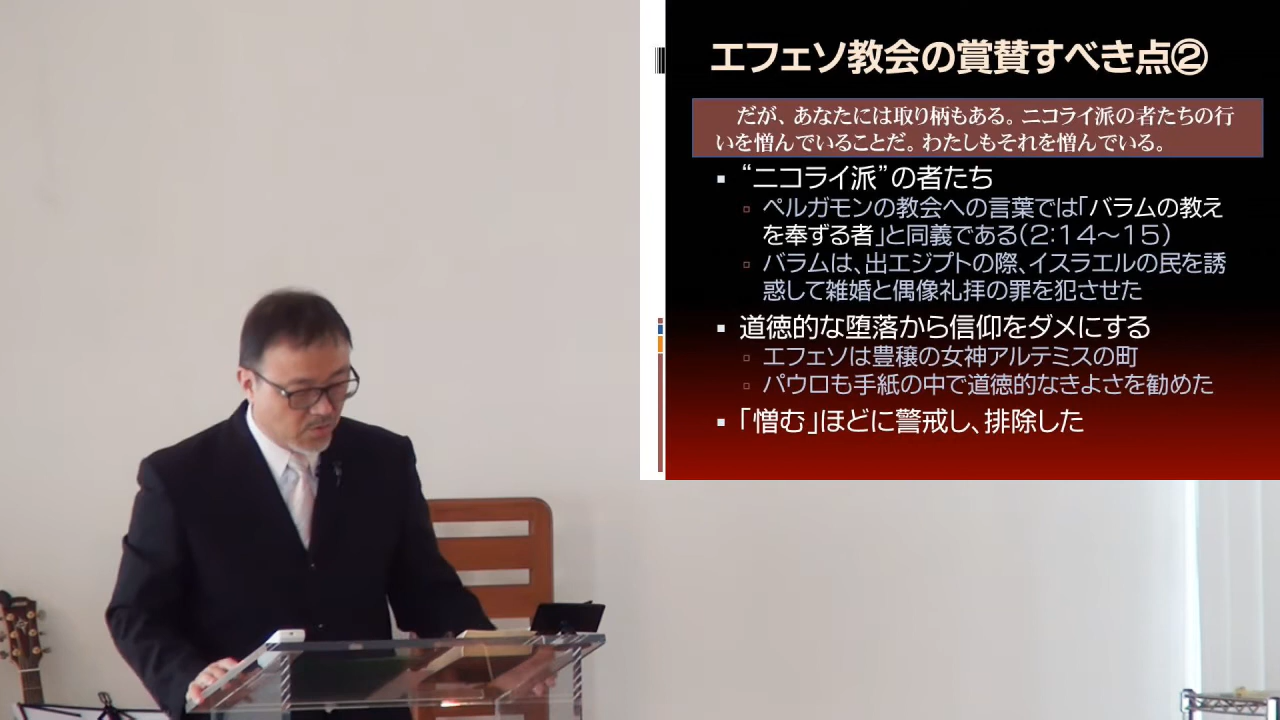 エフェソ教会の賞賛すべき点②
だが、あなたには取り柄もある。ニコライ派の者たちの行
いを憎んでいることだ。わたしもそれを憎んでいる。
“ニコライ派”の者たち
ペルガモンの教会への言葉では「バラムの教え
を奉ずる者」と同義である(2:14〜15)
バラムは、出エジプトの際、イスラエルの民を誘
惑して雑婚と偶像礼拝の罪を犯させた
道徳的な堕落から信仰をダメにする
エフェソは豊穣の女神アルテミスの町
パウロも手紙の中で道徳的なきよさを勧めた
「憎む」ほどに警戒し、排除した